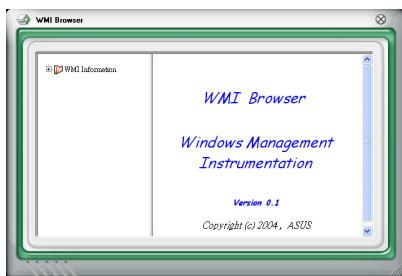 WMI Browser
WMI Information
WMI Browser
Windows Management
Instrumentation
Version 0.1
Copyright (c) 2004, ASUS